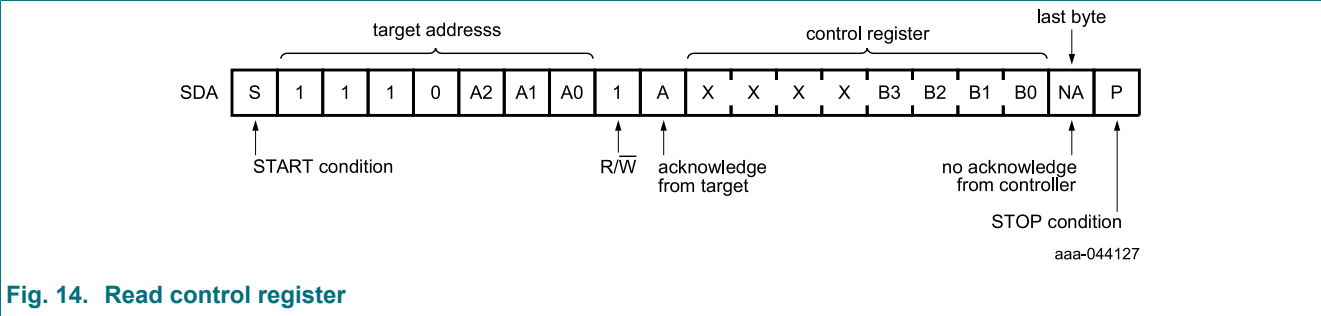 last byte
target addresss
control register
SDA S 1 1 1 0 A2 A1 A0 1 A X X X X B3 B2 B1 B0 NA P
START condition
R/W̅
acknowledge
from target
no acknowledge
from controller
STOP condition
aaa-044127
Fig. 14. Read control register